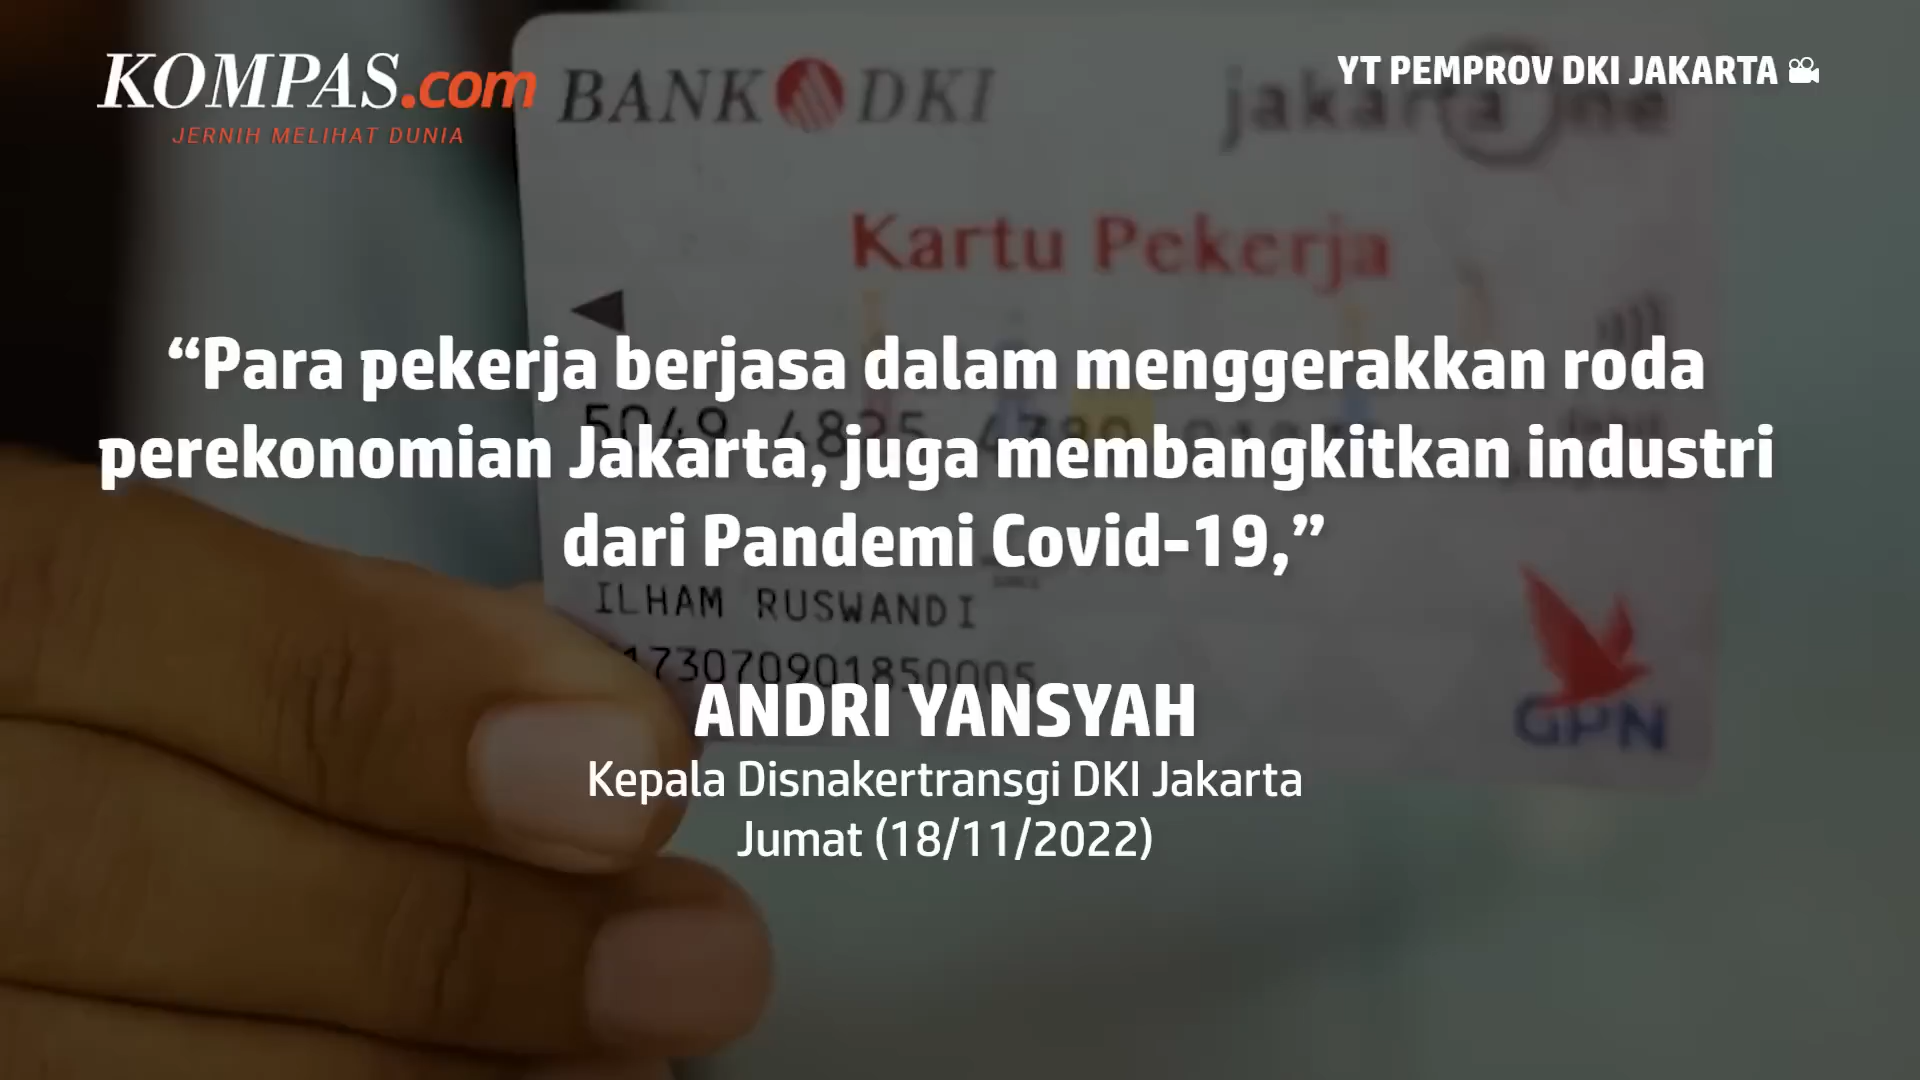 KOMPAS.com
JERNIH MELIHAT DUNIA
YT PEMPROV DKI JAKARTA
BANK DKI
jakarta ne
Kartu Pekerja
“Para pekerja berjasa dalam menggerakkan roda
perekonomian Jakarta, juga membangkitkan industri
dari Pandemi Covid-19,”
ILHAM RUSWANDI
ANDRI YANSYAH
Kepala Disnakertransgi DKI Jakarta
Jumat (18/11/2022)
GPN